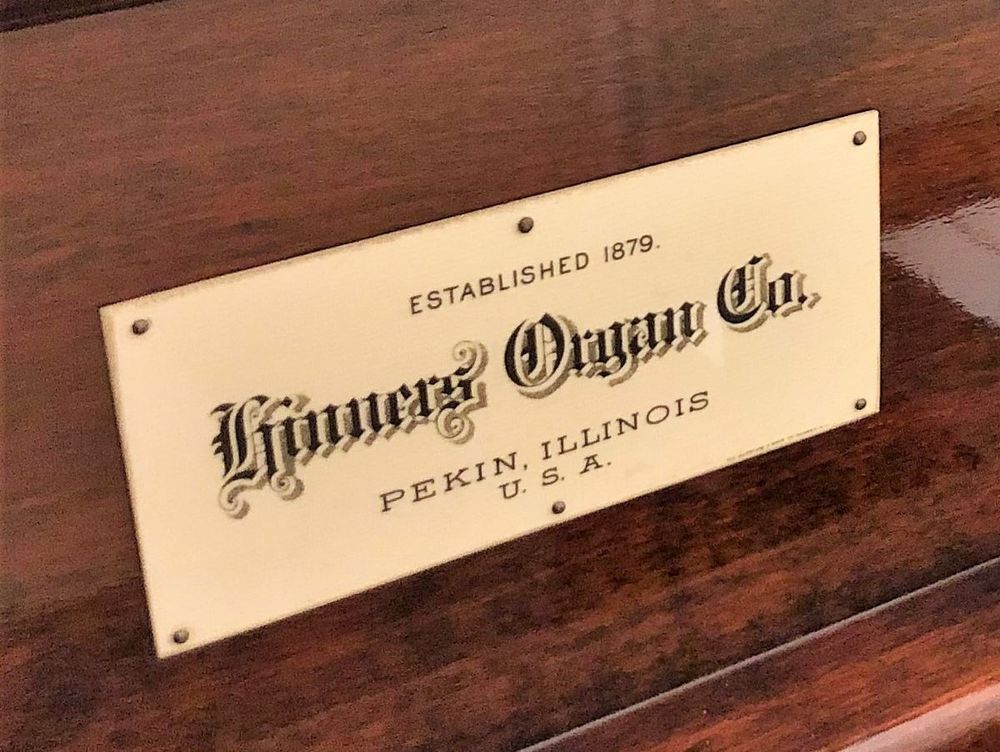 ESTABLISHED 1879.
Hinners Organ Co.,
PEKIN, ILLINOIS
U. S. A.